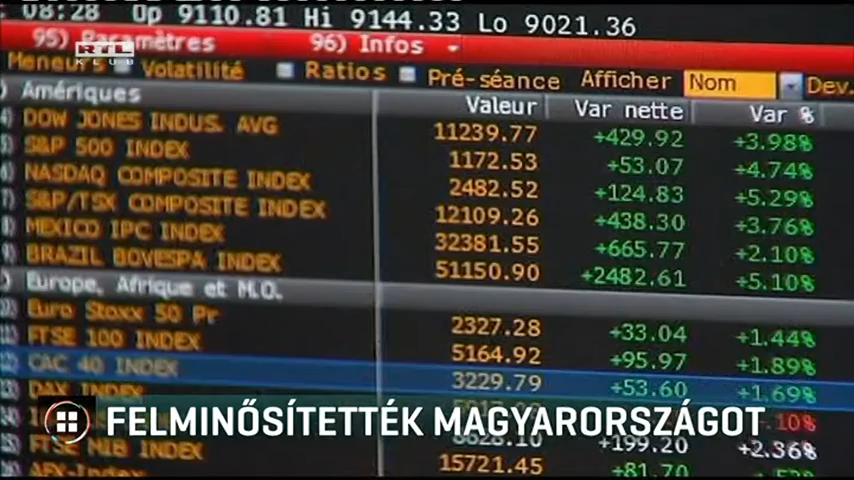 08:28 Op 9110.81 Hi 9144.33 Lo 9021.36
95) Paramètres 96) Infos
RTL
KLUB
Meneurs Volatilité Ratios Pré-séance Afficher Nom Dev.
Amériques Valeur Var nette Var %
DOW JONES INDUS. AVG 11239.77 +429.92 +3.98%
S&P 500 INDEX 1172.53 +53.07 +4.74%
NASDAQ COMPOSITE INDEX 2482.52 +124.83 +5.29%
S&P/TSX COMPOSITE INDEX 12109.26 +438.30 +3.76%
MEXICO IPC INDEX 32381.55 +665.77 +2.10%
BRAZIL BOVESPA INDEX 51150.90 +2482.61 +5.10%
Europe, Afrique et M.O.
Euro Stoxx 50 Pr 2327.28 +33.04 +1.44%
FTSE 100 INDEX 5164.92 +95.97 +1.89%
CAC 40 INDEX 3229.79 +53.60 +1.69%
DAX INDEX
FELMINŐSÍTETTÉK MAGYARORSZÁGOT
FTSE MIB INDEX +199.20 +2.36%
AEX-Index 15721.45 +81.70